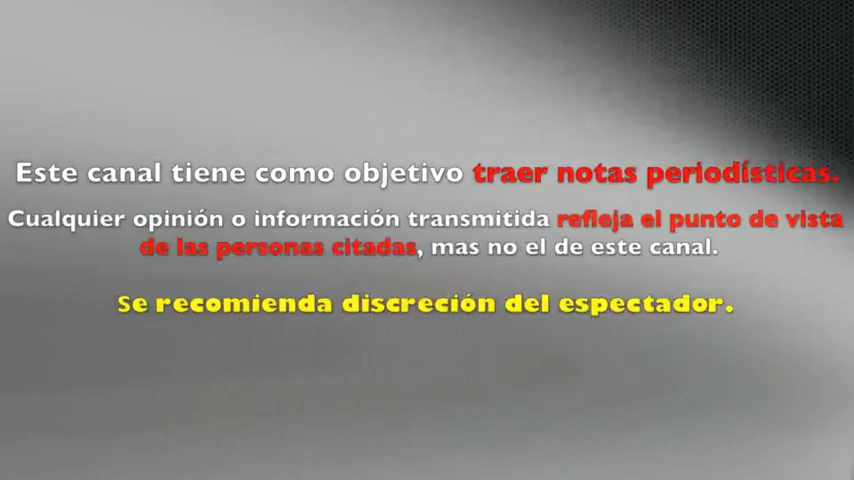 Este canal tiene como objetivo traer notas periodísticas.
Cualquier opinión o información transmitida refleja el punto de vista
de las personas citadas, mas no el de este canal.
Se recomienda discreción del espectador.